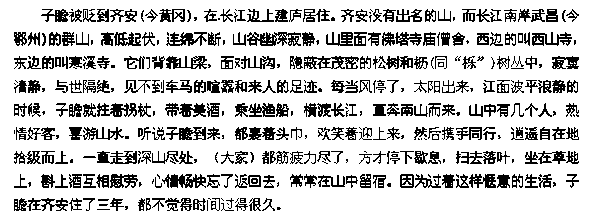 子瞻被贬到齐安(今黄冈)，在长江边上建庐居住。齐安没有出名的山，而长江南岸武昌(今
鄂州)的群山，高低起伏，连绵不断，山谷幽深寂静，山里面有佛塔寺庙僧舍，西边的叫西山寺，
东边的叫寒溪寺。它们背靠山梁，面对山沟，隐蔽在茂密的松树和枥(同“栎”)树丛中，寂寞
清静，与世隔绝，见不到车马的喧嚣和来人的足迹。每当风停了，太阳出来，江面波平浪静的
时候，子瞻就拄着拐杖，带着美酒，乘坐渔船，横渡长江，直奔南山而来。山中有几个人，热
情好客，喜游山水。听说子瞻到来，都裹着头巾，欢笑着迎上来，然后携手同行，逍遥自在地
拾级而上。一直走到深山尽处，（大家）都筋疲力尽了，方才停下歇息，扫去落叶，坐在草地
上，斟上酒互相慰劳，心情畅快忘了返回去，常常在山中留宿。因为过着这样惬意的生活，子
瞻在齐安住了三年，都不觉得时间过得很久。